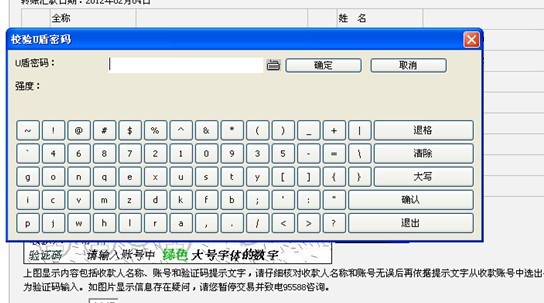 转账汇款日期：2012年02月04日
全称 姓 名
校验U盾密码
U盾密码： 确定 取消
强度：
~ ! @ # $ % ^ & * ( ) _ + | 退格
` 4 6 8 7 2 1 0 9 3 5 - = \ 清除
g o n q e x u s t y [ ] { } 大写
i c v m z d k f b ; ' : " 确认
p j w h l r a , . / < > ? 退出
验证码 请输入账号中 绿色 大号字体的数字
上图显示内容包括收款人名称、账号和验证码提示文字，请仔细核对收款人名称和账号无误后再依据提示文字从收款账号中选出
为验证码输入。如图片显示信息存在疑问，请您暂停交易并致电95588咨询。